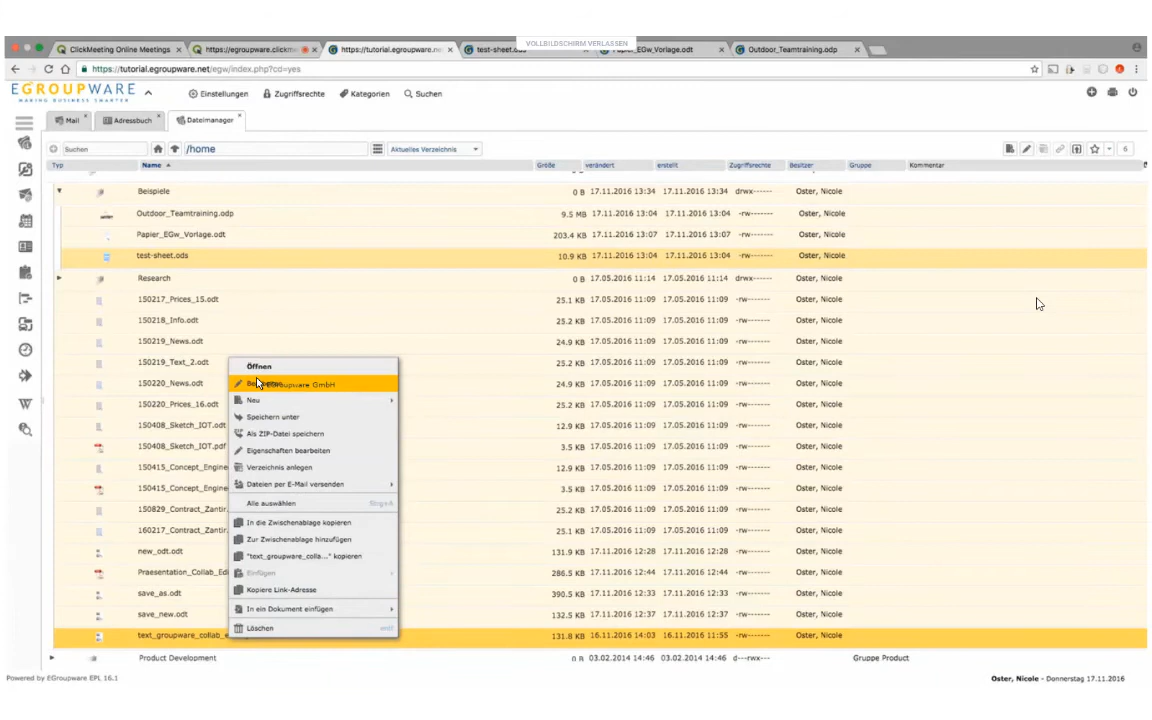 VOLLBILDSCHIRM VERLASSEN
ClickMeeting Online Meetings × https://egroupware.clickm × https://tutorial.egroupware.ne × test-sheet.ods × Papier_EGw_Vorlage.odt × Outdoor_Teamtraining.odp ×
https://tutorial.egroupware.net/egw/index.php?cd=yes
EGROUPWARE Einstellungen Zugriffsrechte Kategorien Suchen
MAKING BUSINESS SMARTER
Mail × Adressbuch × Dateimanager ×
Suchen /home Aktuelles Verzeichnis 6
Typ Name Größe verändert erstellt Zugriffsrechte Besitzer Gruppe Kommentar
Beispiele 0 B 17.11.2016 13:34 17.11.2016 13:34 drwx------ Oster, Nicole
Outdoor_Teamtraining.odp 9.5 MB 17.11.2016 13:04 17.11.2016 13:04 -rw------- Oster, Nicole
Papier_EGw_Vorlage.odt 203.4 KB 17.11.2016 13:07 17.11.2016 13:07 -rw------- Oster, Nicole
test-sheet.ods 10.9 KB 17.11.2016 13:04 17.11.2016 13:04 -rw------- Oster, Nicole
Research 0 B 17.05.2016 11:14 17.05.2016 11:14 drwx------ Oster, Nicole
150217_Prices_15.odt 25.1 KB 17.05.2016 11:09 17.05.2016 11:09 -rw------- Oster, Nicole
150218_Info.odt 25.2 KB 17.05.2016 11:09 17.05.2016 11:09 -rw------- Oster, Nicole
150219_News.odt 24.9 KB 17.05.2016 11:09 17.05.2016 11:09 -rw------- Oster, Nicole
150219_Text_2.odt 25.2 KB 17.05.2016 11:09 17.05.2016 11:09 -rw------- Oster, Nicole
150220_News.odt 24.9 KB 17.05.2016 11:09 17.05.2016 11:09 -rw------- Oster, Nicole
150220_Prices_16.odt 25.2 KB 17.05.2016 11:09 17.05.2016 11:09 -rw------- Oster, Nicole
150408_Sketch_IOT.odt 12.9 KB 17.05.2016 11:09 17.05.2016 11:09 -rw------- Oster, Nicole
150408_Sketch_IOT.pdf 3.5 KB 17.05.2016 11:09 17.05.2016 11:09 -rw------- Oster, Nicole
150415_Concept_Engine 12.9 KB 17.05.2016 11:09 17.05.2016 11:09 -rw------- Oster, Nicole
150415_Concept_Engine 3.5 KB 17.05.2016 11:09 17.05.2016 11:09 -rw------- Oster, Nicole
150829_Contract_Zantir 25.2 KB 17.05.2016 11:09 17.05.2016 11:09 -rw------- Oster, Nicole
160217_Contract_Zantir 25.1 KB 17.05.2016 11:09 17.05.2016 11:09 -rw------- Oster, Nicole
new_odt.odt 131.9 KB 17.11.2016 12:28 17.11.2016 12:28 -rw------- Oster, Nicole
Praesentation_Collab_Edi 286.5 KB 17.11.2016 12:44 17.11.2016 12:44 -rw------- Oster, Nicole
save_as.odt 390.5 KB 17.11.2016 12:33 17.11.2016 12:33 -rw------- Oster, Nicole
save_new.odt 132.5 KB 17.11.2016 12:37 17.11.2016 12:37 -rw------- Oster, Nicole
text_groupware_collab_e 131.8 KB 16.11.2016 14:03 16.11.2016 11:55 -rw------- Oster, Nicole
Product Development 0 B 03.02.2014 14:46 03.02.2014 14:46 d---rwx--- Gruppe Product
Öffnen
EGroupware GmbH
Neu
Speichern unter
Als ZIP-Datei speichern
Eigenschaften bearbeiten
Verzeichnis anlegen
Dateien per E-Mail versenden
Alle auswählen Strg+A
In die Zwischenablage kopieren
Zur Zwischenablage hinzufügen
"text_groupware_colla..." kopieren
Einfügen
Kopiere Link-Adresse
In ein Dokument einfügen
Löschen entf
Powered by EGroupware EPL 16.1 Oster, Nicole - Donnerstag 17.11.2016